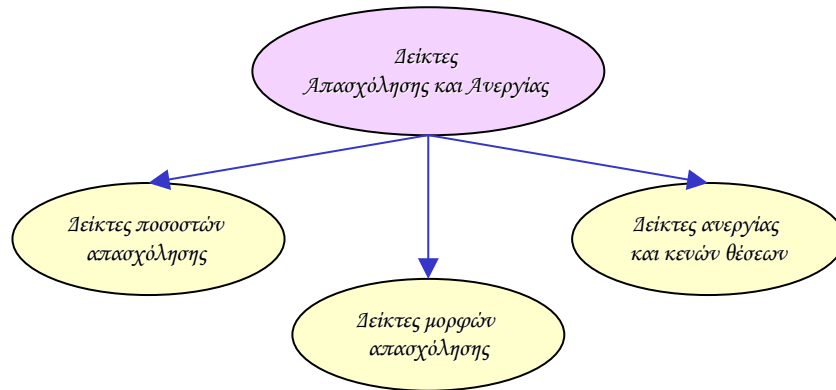 Δείκτες
Απασχόλησης και Ανεργίας
Δείκτες ποσοστών
απασχόλησης
Δείκτες ανεργίας
και κενών θέσεων
Δείκτες μορφών
απασχόλησης